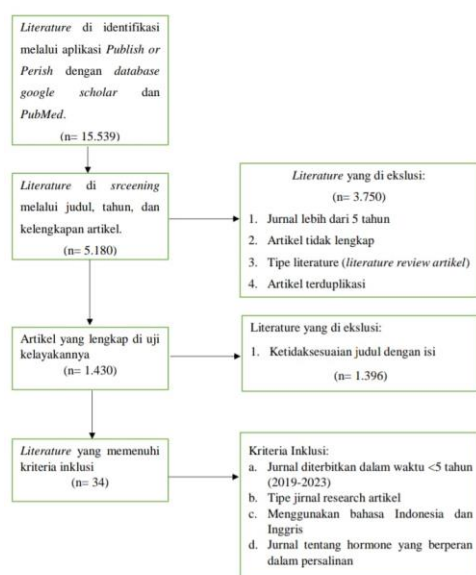 Literature di identifikasi
melalui aplikasi Publish or
Perish dengan database
google scholar dan
PubMed.
(n= 15.539)
Literature di srceening
melalui judul, tahun, dan
kelengkapan artikel.
(n= 5.180)
Literature yang di ekslusi:
(n= 3.750)
1. Jurnal lebih dari 5 tahun
2. Artikel tidak lengkap
3. Tipe literature (literature review artikel)
4. Artikel terduplikasi
Artikel yang lengkap di uji
kelayakannya
(n= 1.430)
Literature yang di ekslusi:
1. Ketidaksesuaian judul dengan isi
(n= 1.396)
Literature yang memenuhi
kriteria inklusi
(n= 34)
Kriteria Inklusi:
a. Jurnal diterbitkan dalam waktu <5 tahun
(2019-2023)
b. Tipe jirnal research artikel
c. Menggunakan bahasa Indonesia dan
Inggris
d. Jurnal tentang hormone yang berperan
dalam persalinan